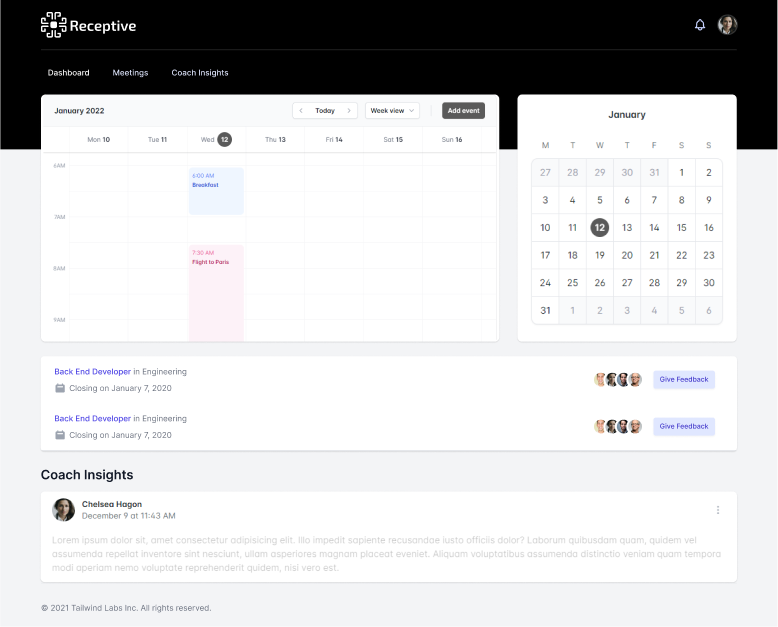 Receptive
Dashboard Meetings Coach Insights
January 2022
Today
Week view
Add event
Mon 10 Tue 11 Wed 12 Thu 13 Fri 14 Sat 15 Sun 16
6AM
6:00 AM
Breakfast
7AM
7:30 AM
Flight to Paris
8AM
9AM
January
M T W T F S S
27 28 29 30 31 1 2
3 4 5 6 7 8 9
10 11 12 13 14 15 16
17 18 19 20 21 22 23
24 25 26 27 28 29 30
31 1 2 3 4 5 6
Back End Developer in Engineering
Closing on January 7, 2020
Give Feedback
Back End Developer in Engineering
Closing on January 7, 2020
Give Feedback
Coach Insights
Chelsea Hagon
December 9 at 11:43 AM
Lorem ipsum dolor sit, amet consectetur adipisicing elit. Illo impedit sapiente recusandae iusto officiis dolor? Laborum quibusdam quam, quidem vel
assumenda repellat inventore sint nesciunt, ullam asperiores magnam placeat eveniet. Aliquam voluptatibus assumenda distinctio veniam quam tempora
modi aperiam nemo voluptate reprehenderit quidem, nisi vero est.
© 2021 Tailwind Labs Inc. All rights reserved.